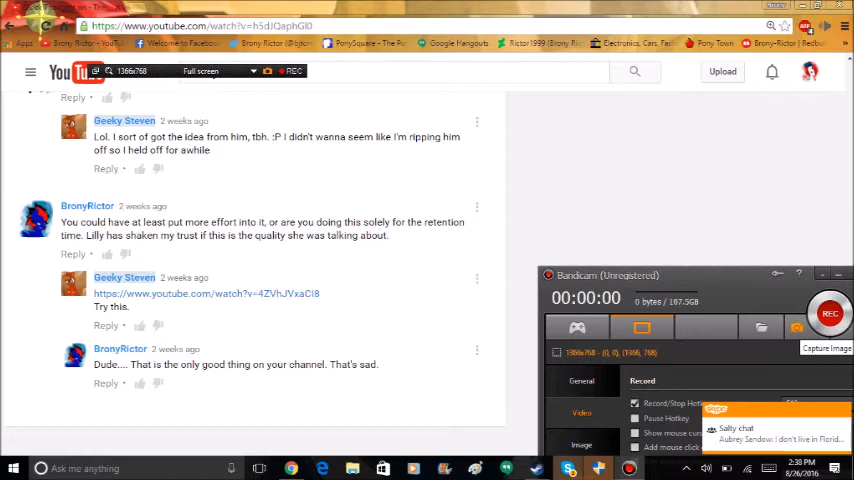 https://www.youtube.com/watch?v=h5dJQaphGl0
Apps Brony Rictor - YouTu Welcome to Facebook Brony Rictor (@bjtom PonySquare - The Po Google Hangouts Rictor1999 (Brony Ric Electronics, Cars, Fas Pony Town Brony-Rictor | Redbu
YouTube
1366x768 Full screen REC
Upload
Reply •
Geeky Steven 2 weeks ago
Lol. I sort of got the idea from him, tbh. :P I didn't wanna seem like I'm ripping him
off so I held off for awhile
Reply •
BronyRictor 2 weeks ago
You could have at least put more effort into it, or are you doing this solely for the retention
time. Lilly has shaken my trust if this is the quality she was talking about.
Reply •
Geeky Steven 2 weeks ago
https://www.youtube.com/watch?v=4ZVhJVxaCl8
Try this.
Reply •
BronyRictor 2 weeks ago
Dude.... That is the only good thing on your channel. That's sad.
Reply •
Bandicam (Unregistered)
00:00:00
0 bytes / 107.5GB
REC
Capture Image
1366x768 - (0, 0), (1366, 768)
General
Video
Image
Record
Record/Stop Hotk
Pause Hotkey
Show mouse curs
Add mouse click
skype
Salty chat
Aubrey Sandow: I don't live in Florid...
Ask me anything
2:38 PM
8/26/2016